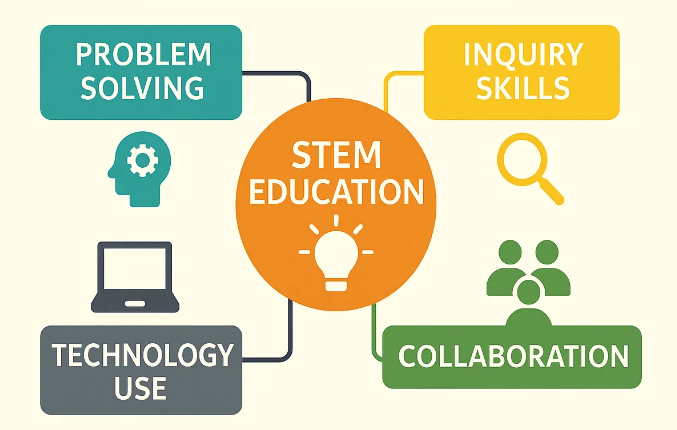 PROBLEM
SOLVING
INQUIRY
SKILLS
STEM
EDUCATION
TECHNOLOGY
USE
COLLABORATION